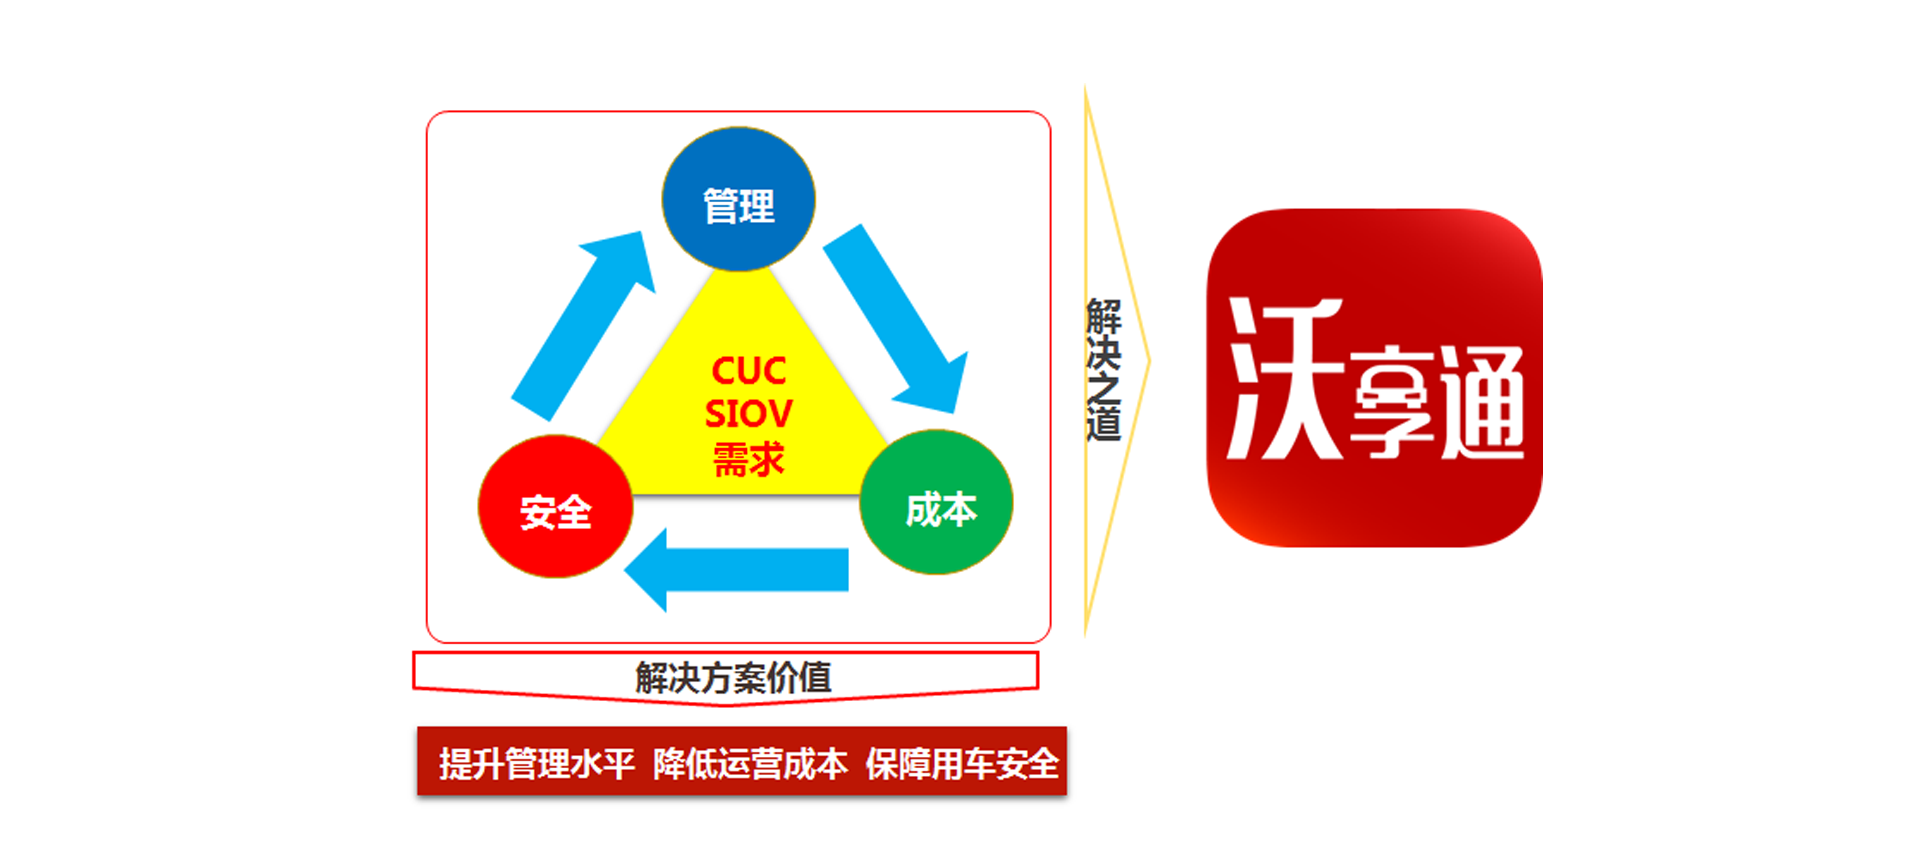 管理
CUC
SIOV
需求
安全
成本
解决之道
沃享通
解决方案价值
提升管理水平 降低运营成本 保障用车安全